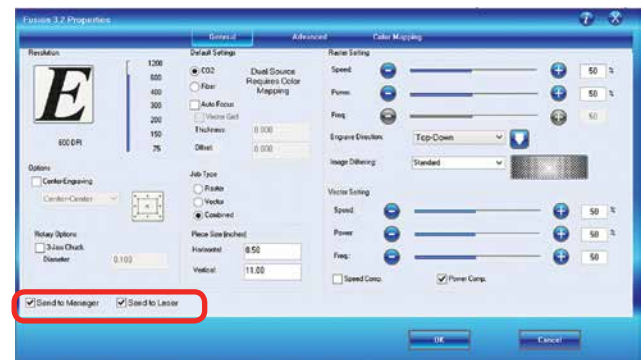 Fusion 3.2 Properties
General Advanced Color Mapping
Resolution
1200
600
400
300
200
150
75
600 DPI
Options
Center-Engraving
Center-Center
Rotary Options
3-Jaw Chuck
Diameter 0.103
Send to Manager Send to Laser
Default Settings
CO2
Fiber
Dual Source
Requires Color
Mapping
Auto Focus
Vector Grid
Thickness 0.000
Offset 0.000
Job Type
Raster
Vector
Combined
Piece Size (Inches)
Horizontal 8.50
Vertical 11.00
Raster Setting
Speed 50 %
Power 50 %
Freq 50
Engrave Direction: Top-Down
Image Dithering: Standard
Vector Setting
Speed 50 %
Power 50 %
Freq.: 50
Speed Comp. Power Comp.
OK Cancel